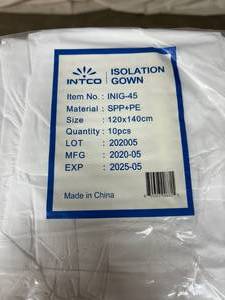 INTCO
ISOLATION
GOWN
Item No. : INIG-45
Material : SPP+PE
Size : 120x140cm
Quantity : 10pcs
LOT : 202005
MFG : 2020-05
EXP : 2025-05
Made in China